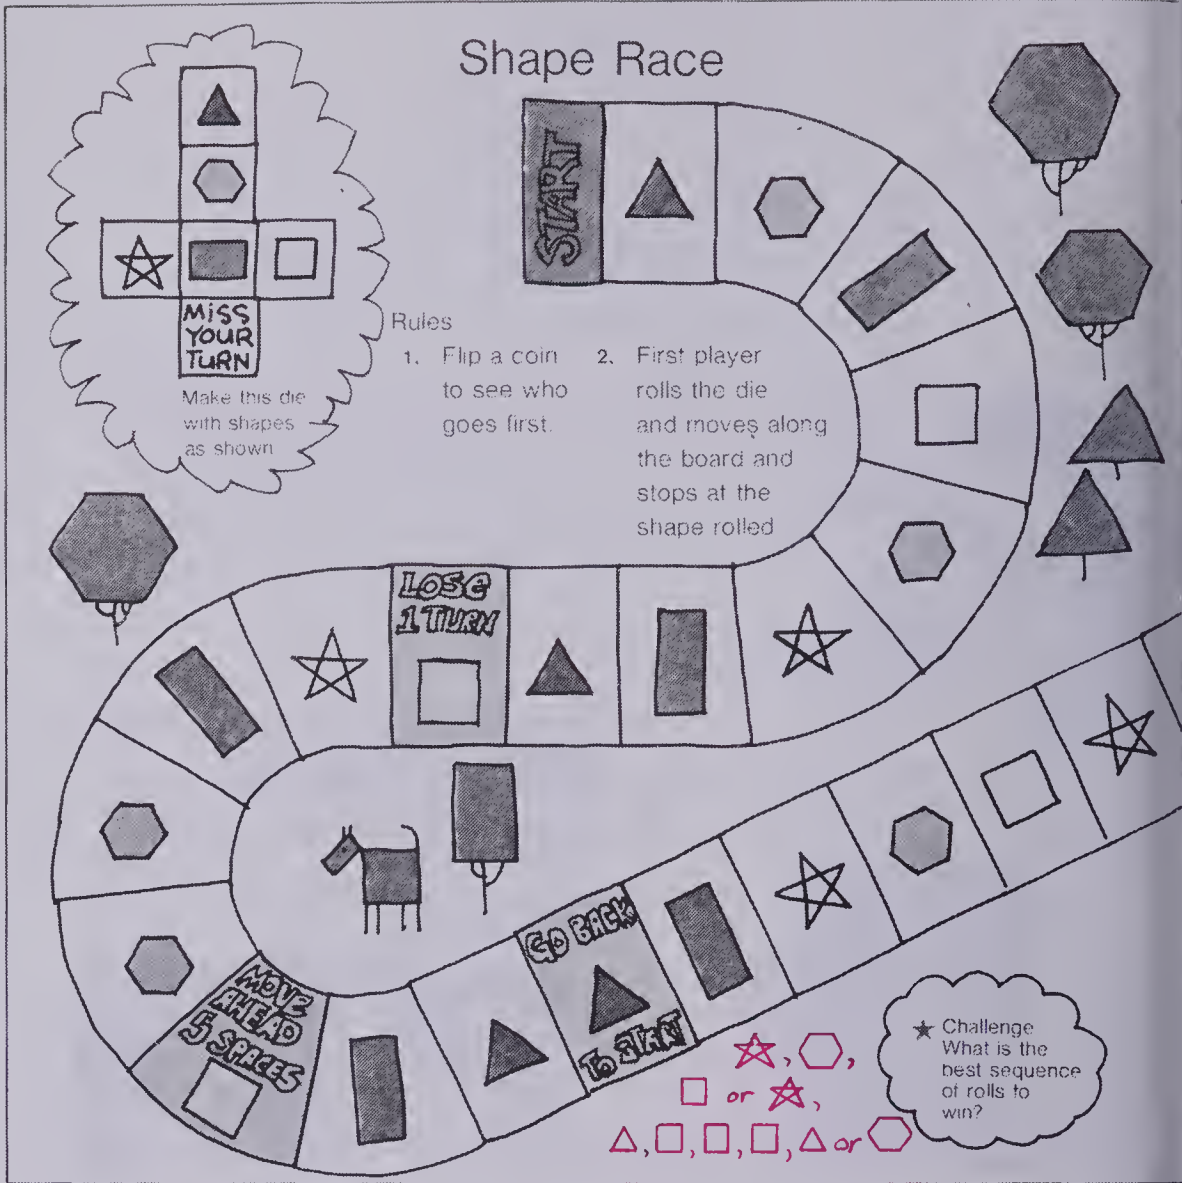 Shape Race
MISS
YOUR
TURN
Make this die
with shapes
as shown
START
Rules
1. Flip a coin
to see who
goes first.
2. First player
rolls the die
and moves along
the board and
stops at the
shape rolled
LOSE
1 TURN
MOVE
AHEAD
5 SPACES
GO BACK
TO START
or
or
★ Challenge
What is the
best sequence
of rolls to
win?